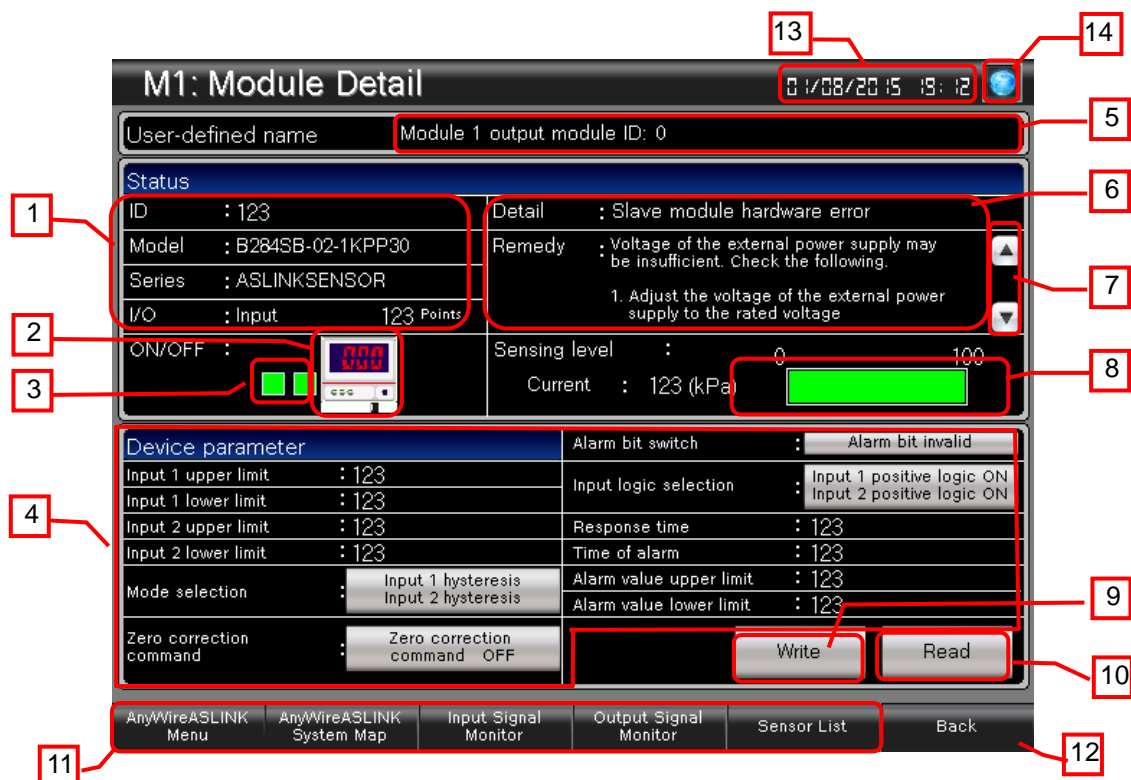 13
14
M1: Module Detail
01/08/2015 19:12
User-defined name
Module 1 output module ID: 0
5
Status
6
1
ID : 123
Detail : Slave module hardware error
Model : B284SB-02-1KPP30
Remedy : Voltage of the external power supply may
be insufficient. Check the following.
Series : ASLINKSENSOR
7
1. Adjust the voltage of the external power
supply to the rated voltage
I/O : Input 123 Points
2
ON/OFF :
000
Sensing level :
0 100
3
Current : 123 (kPa)
8
Device parameter
Alarm bit switch : Alarm bit invalid
Input 1 upper limit : 123
Input logic selection : Input 1 positive logic ON
Input 2 positive logic ON
Input 1 lower limit : 123
4
Input 2 upper limit : 123
Response time : 123
Input 2 lower limit : 123
Time of alarm : 123
Mode selection : Input 1 hysteresis
Input 2 hysteresis
Alarm value upper limit : 123
Alarm value lower limit : 123
9
Zero correction
command : Zero correction
command OFF
Write
Read
10
AnyWireASLINK
Menu
AnyWireASLINK
System Map
Input Signal
Monitor
Output Signal
Monitor
Sensor List
Back
11
12